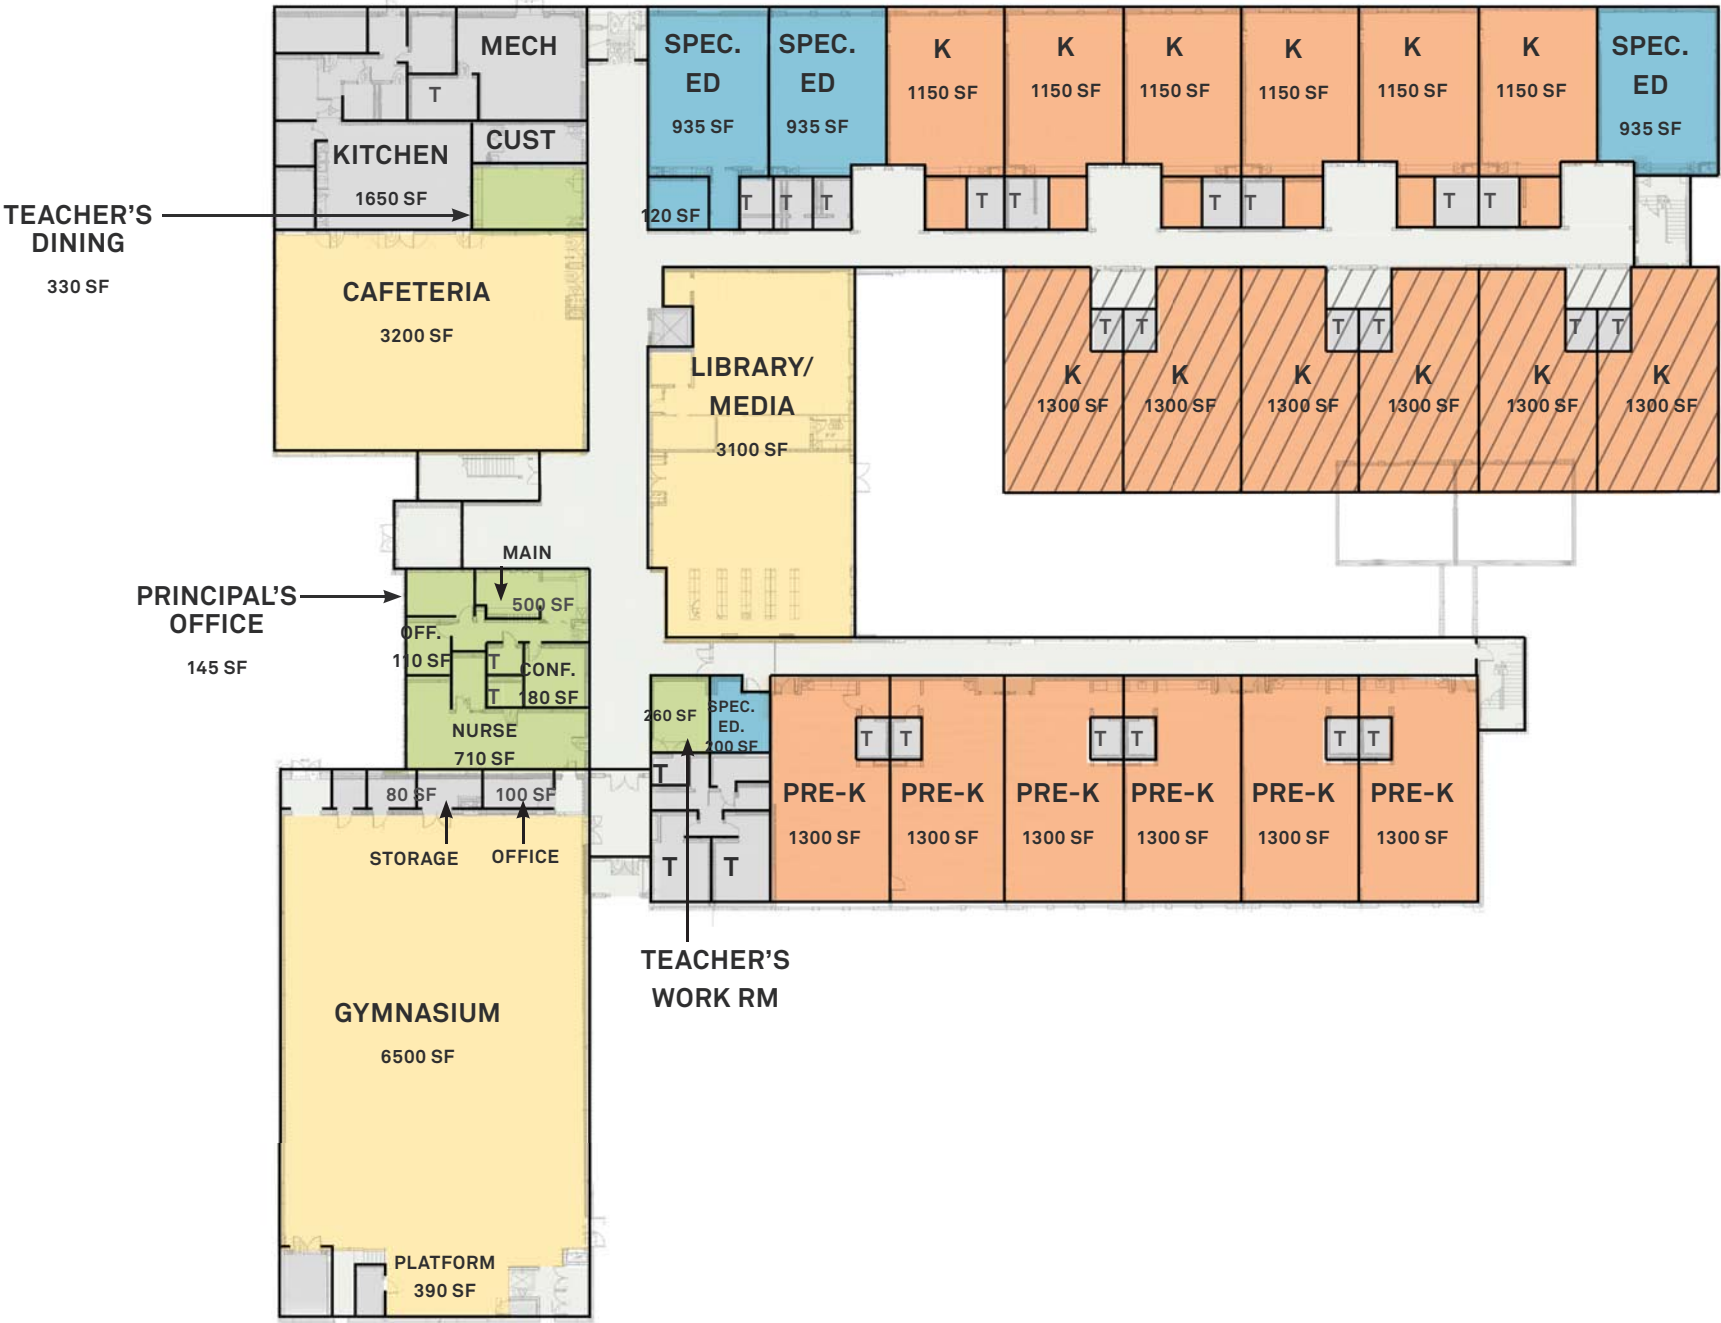 MECH
T
CUST
KITCHEN
1650 SF
TEACHER'S
DINING
330 SF
CAFETERIA
3200 SF
SPEC.
ED
935 SF
SPEC.
ED
935 SF
K
1150 SF
K
1150 SF
K
1150 SF
K
1150 SF
K
1150 SF
K
1150 SF
SPEC.
ED
935 SF
120 SF
T
T
T
T
T
T
T
T
T
LIBRARY/
MEDIA
3100 SF
T
T
T
T
T
T
K
1300 SF
K
1300 SF
K
1300 SF
K
1300 SF
K
1300 SF
K
1300 SF
MAIN
500 SF
PRINCIPAL'S
OFFICE
145 SF
OFF.
110 SF
T
T
CONF.
180 SF
NURSE
710 SF
260 SF
SPEC.
ED.
200 SF
T
T
T
T
T
T
T
T
T
PRE-K
1300 SF
PRE-K
1300 SF
PRE-K
1300 SF
PRE-K
1300 SF
PRE-K
1300 SF
PRE-K
1300 SF
80 SF
100 SF
STORAGE
OFFICE
TEACHER'S
WORK RM
GYMNASIUM
6500 SF
PLATFORM
390 SF